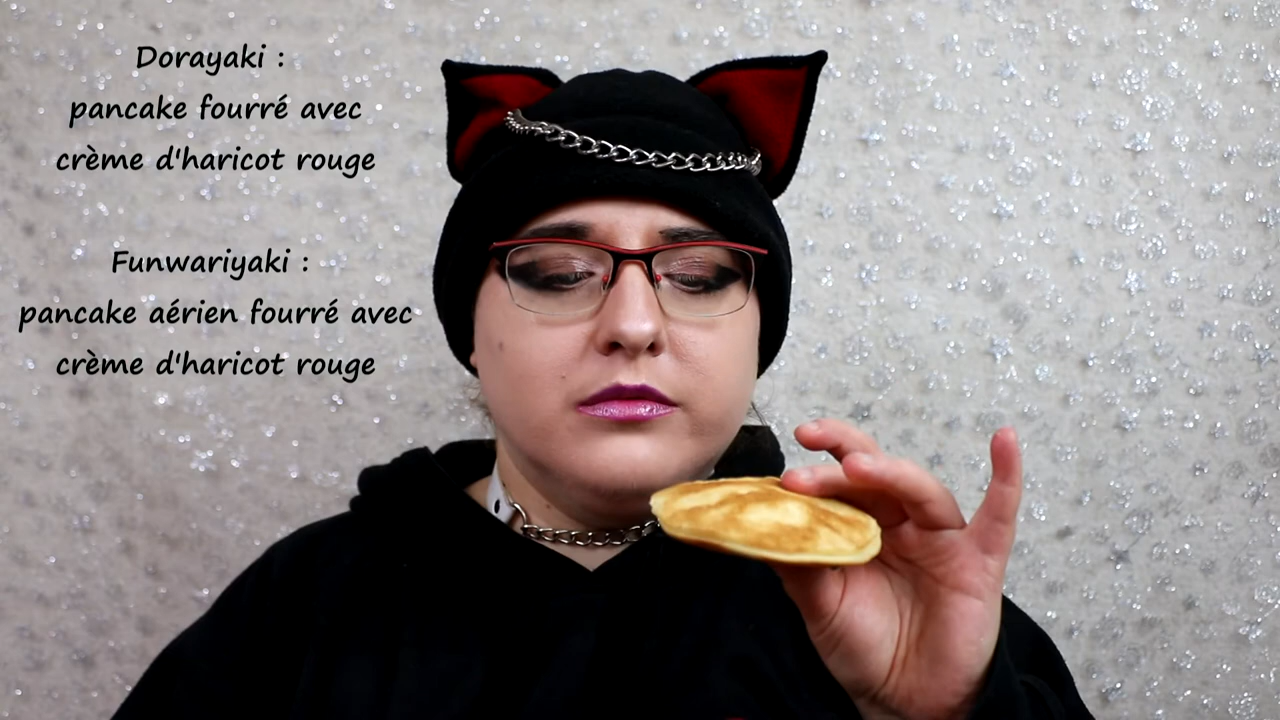 Dorayaki :
pancake fourré avec
crème d'haricot rouge
Funwariyaki :
pancake aérien fourré avec
crème d'haricot rouge